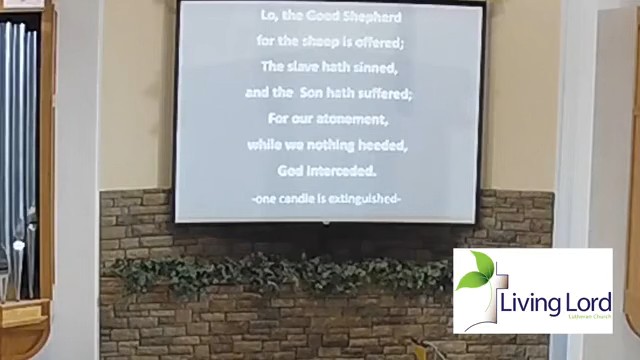 Lo, the Good Shepherd
for the sheep is offered;
The slave hath sinned,
and the Son hath suffered;
For our atonement,
while we nothing heeded,
God interceded.
-one candle is extinguished-
Living Lord
Lutheran Church